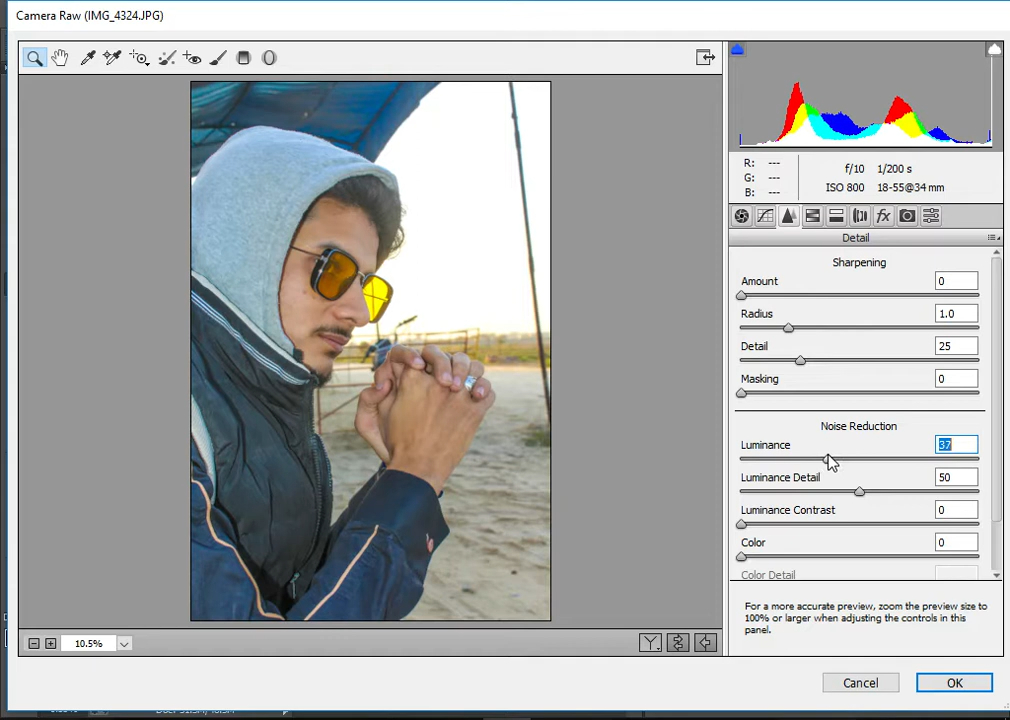 Camera Raw (IMG_4324.JPG)
R: ---
G: ---
B: ---
f/10 1/200 s
ISO 800 18-55@34 mm
fx
Detail
Sharpening
Amount 0
Radius 1.0
Detail 25
Masking 0
Noise Reduction
Luminance 37
Luminance Detail 50
Luminance Contrast 0
Color 0
Color Detail
For a more accurate preview, zoom the preview size to
100% or larger when adjusting the controls in this
panel.
10.5%
Y
Cancel OK